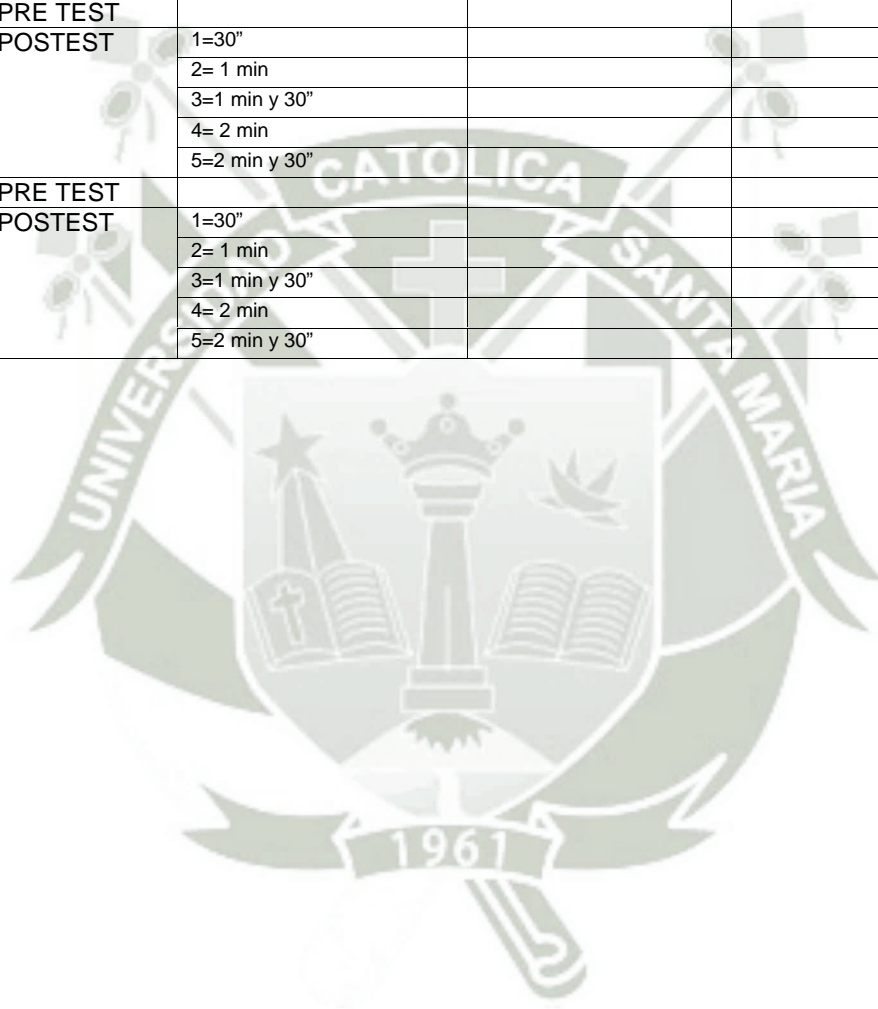 PRE TEST
POSTEST 1=30”
2= 1 min
3=1 min y 30”
4= 2 min
5=2 min y 30”
PRE TEST
POSTEST 1=30”
2= 1 min
3=1 min y 30”
4= 2 min
5=2 min y 30”
UNIVERSIDAD CATOLICA SANTA MARIA
1961